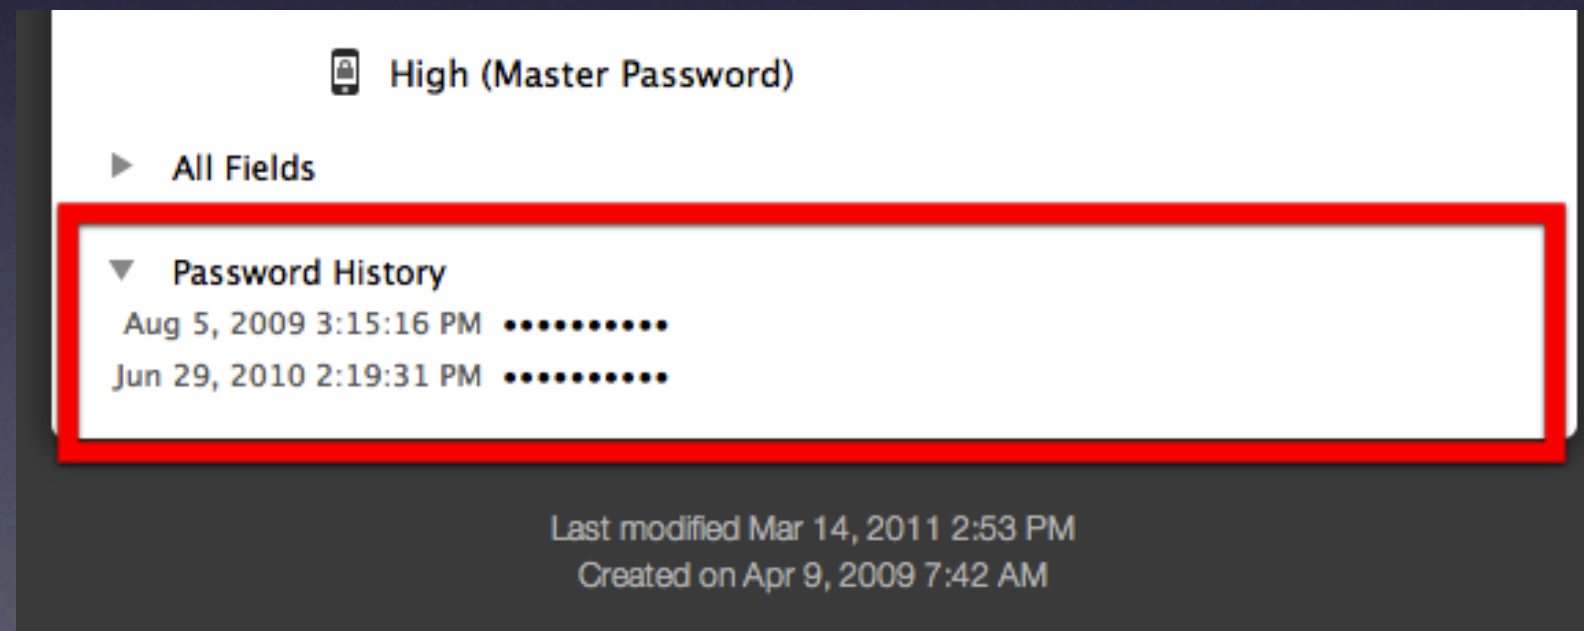 High (Master Password)
All Fields
Password History
Aug 5, 2009 3:15:16 PM ••••••••••
Jun 29, 2010 2:19:31 PM ••••••••••
Last modified Mar 14, 2011 2:53 PM
Created on Apr 9, 2009 7:42 AM